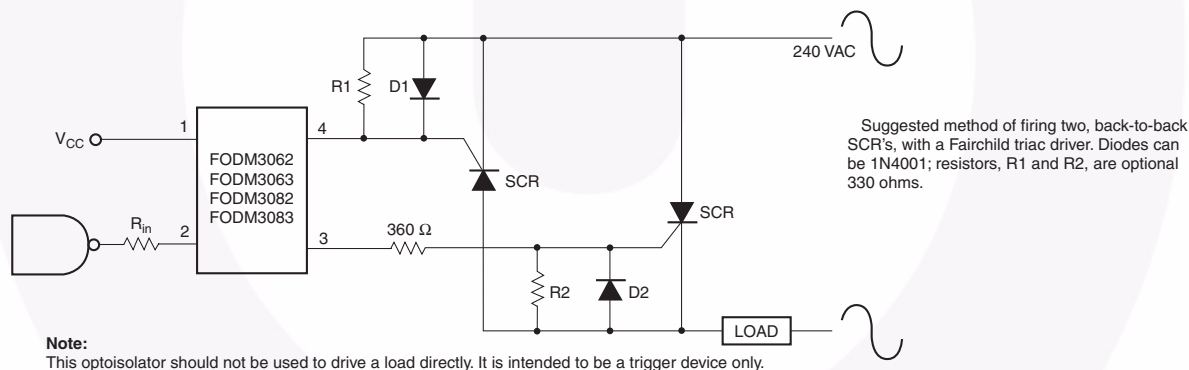 240 VAC
R1
D1
V_CC
1
4
FODM3062
FODM3063
FODM3082
FODM3083
SCR
Suggested method of firing two, back-to-back
SCR's, with a Fairchild triac driver. Diodes can
be 1N4001; resistors, R1 and R2, are optional
330 ohms.
R_in
2
3
360 Ω
SCR
R2
D2
LOAD
Note:
This optoisolator should not be used to drive a load directly. It is intended to be a trigger device only.